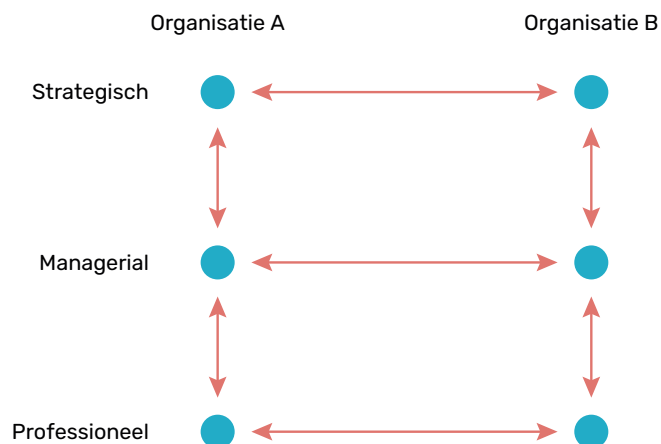 Organisatie A
Organisatie B
Strategisch
Managerial
Professioneel